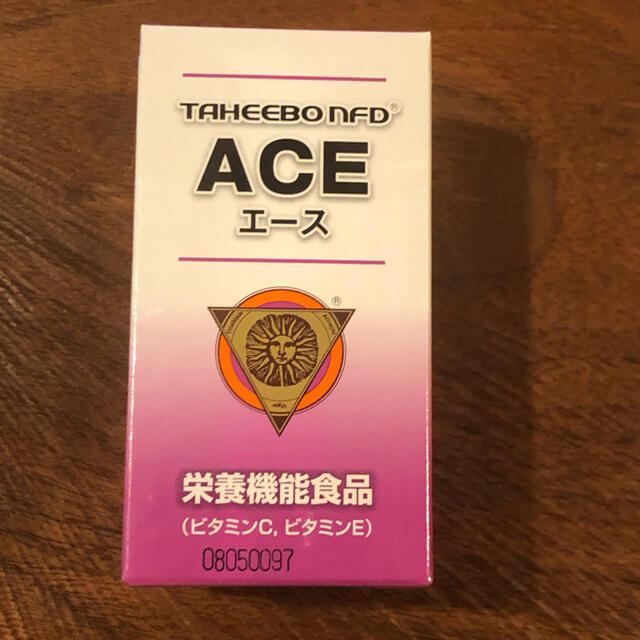 TAHEEBO NFD®
ACE
エース
®
栄養機能食品
(ビタミンC, ビタミンE)
08050097